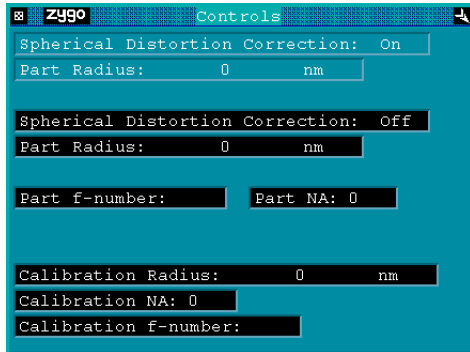 zygo Controls
Spherical Distortion Correction: On
Part Radius: 0 nm
Spherical Distortion Correction: Off
Part Radius: 0 nm
Part f-number: Part NA: 0
Calibration Radius: 0 nm
Calibration NA: 0
Calibration f-number: